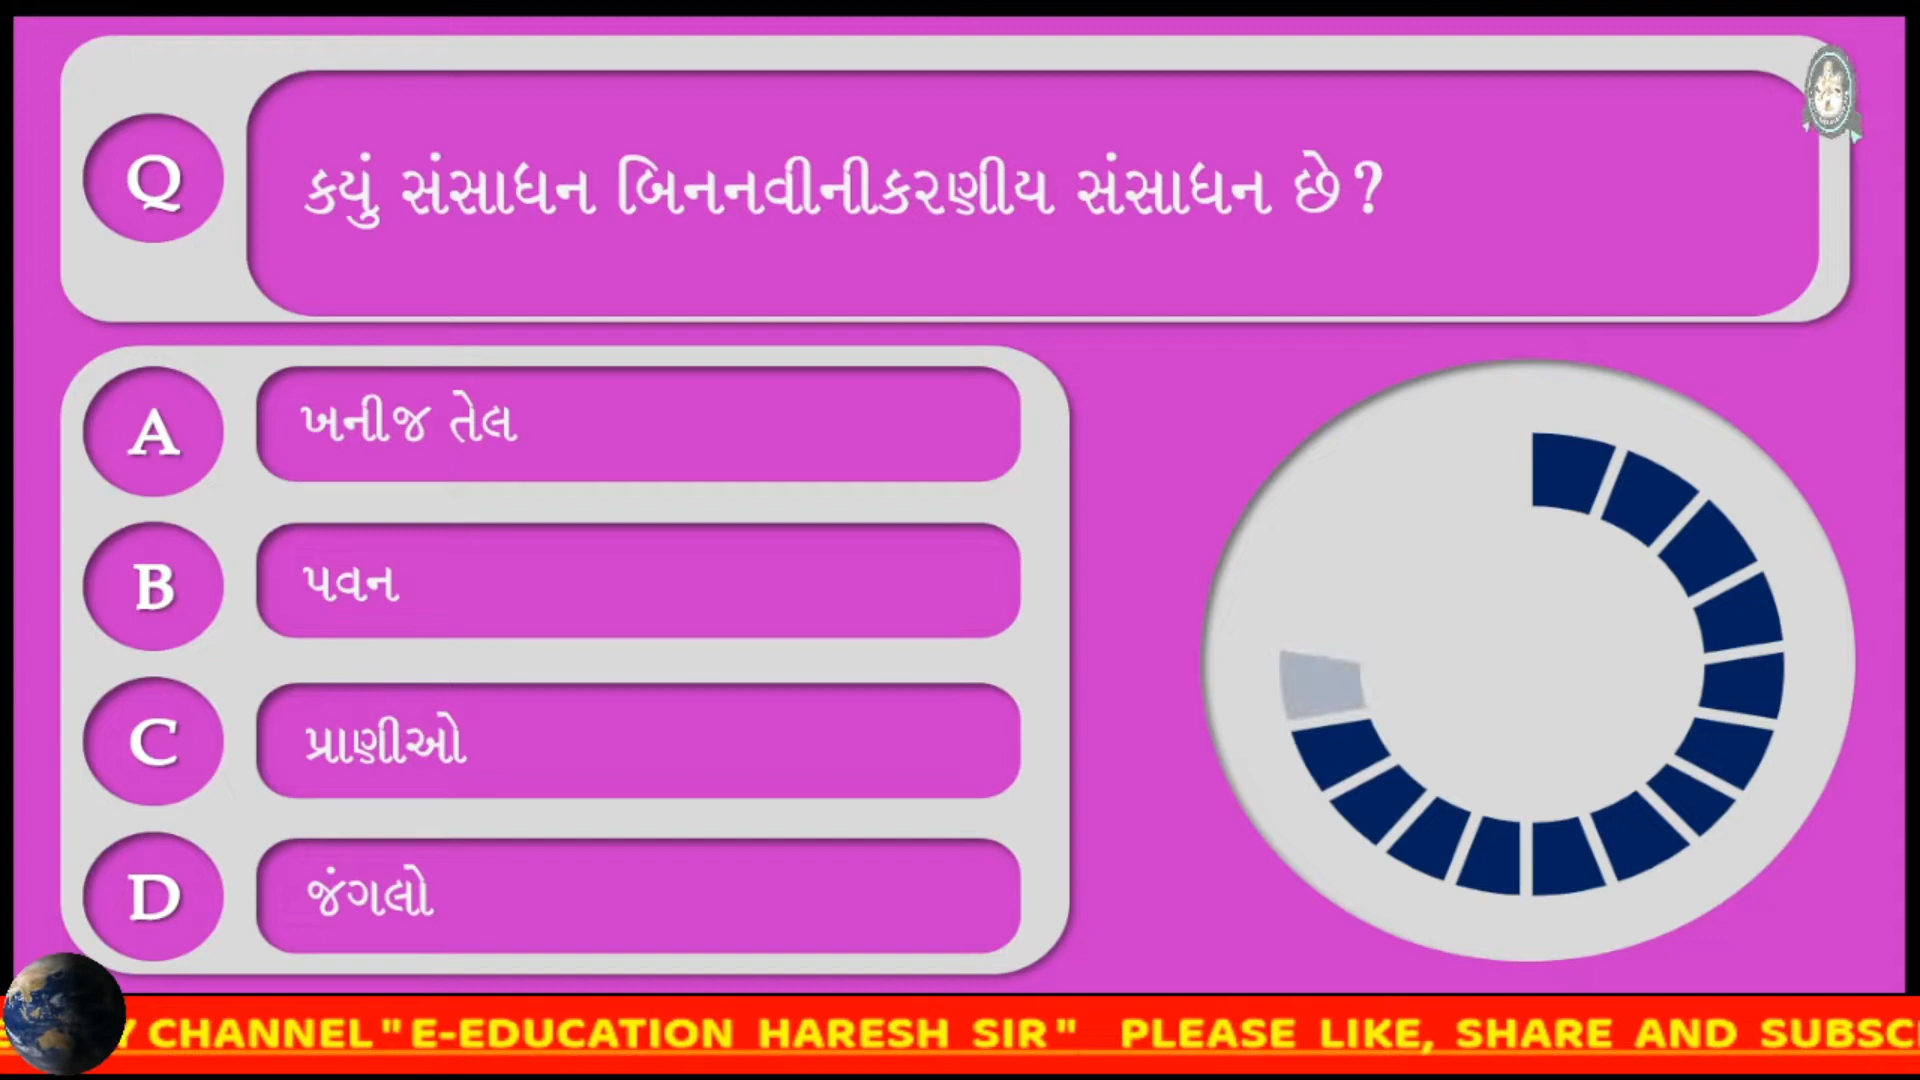 Q
કયું સંસાધન બિનનવીનીકરણીય સંસાધન છે?
A
ખનીજ તેલ
B
પવન
C
પ્રાણીઓ
D
જંગલો
Y CHANNEL "E-EDUCATION HARESH SIR" PLEASE LIKE, SHARE AND SUBSC